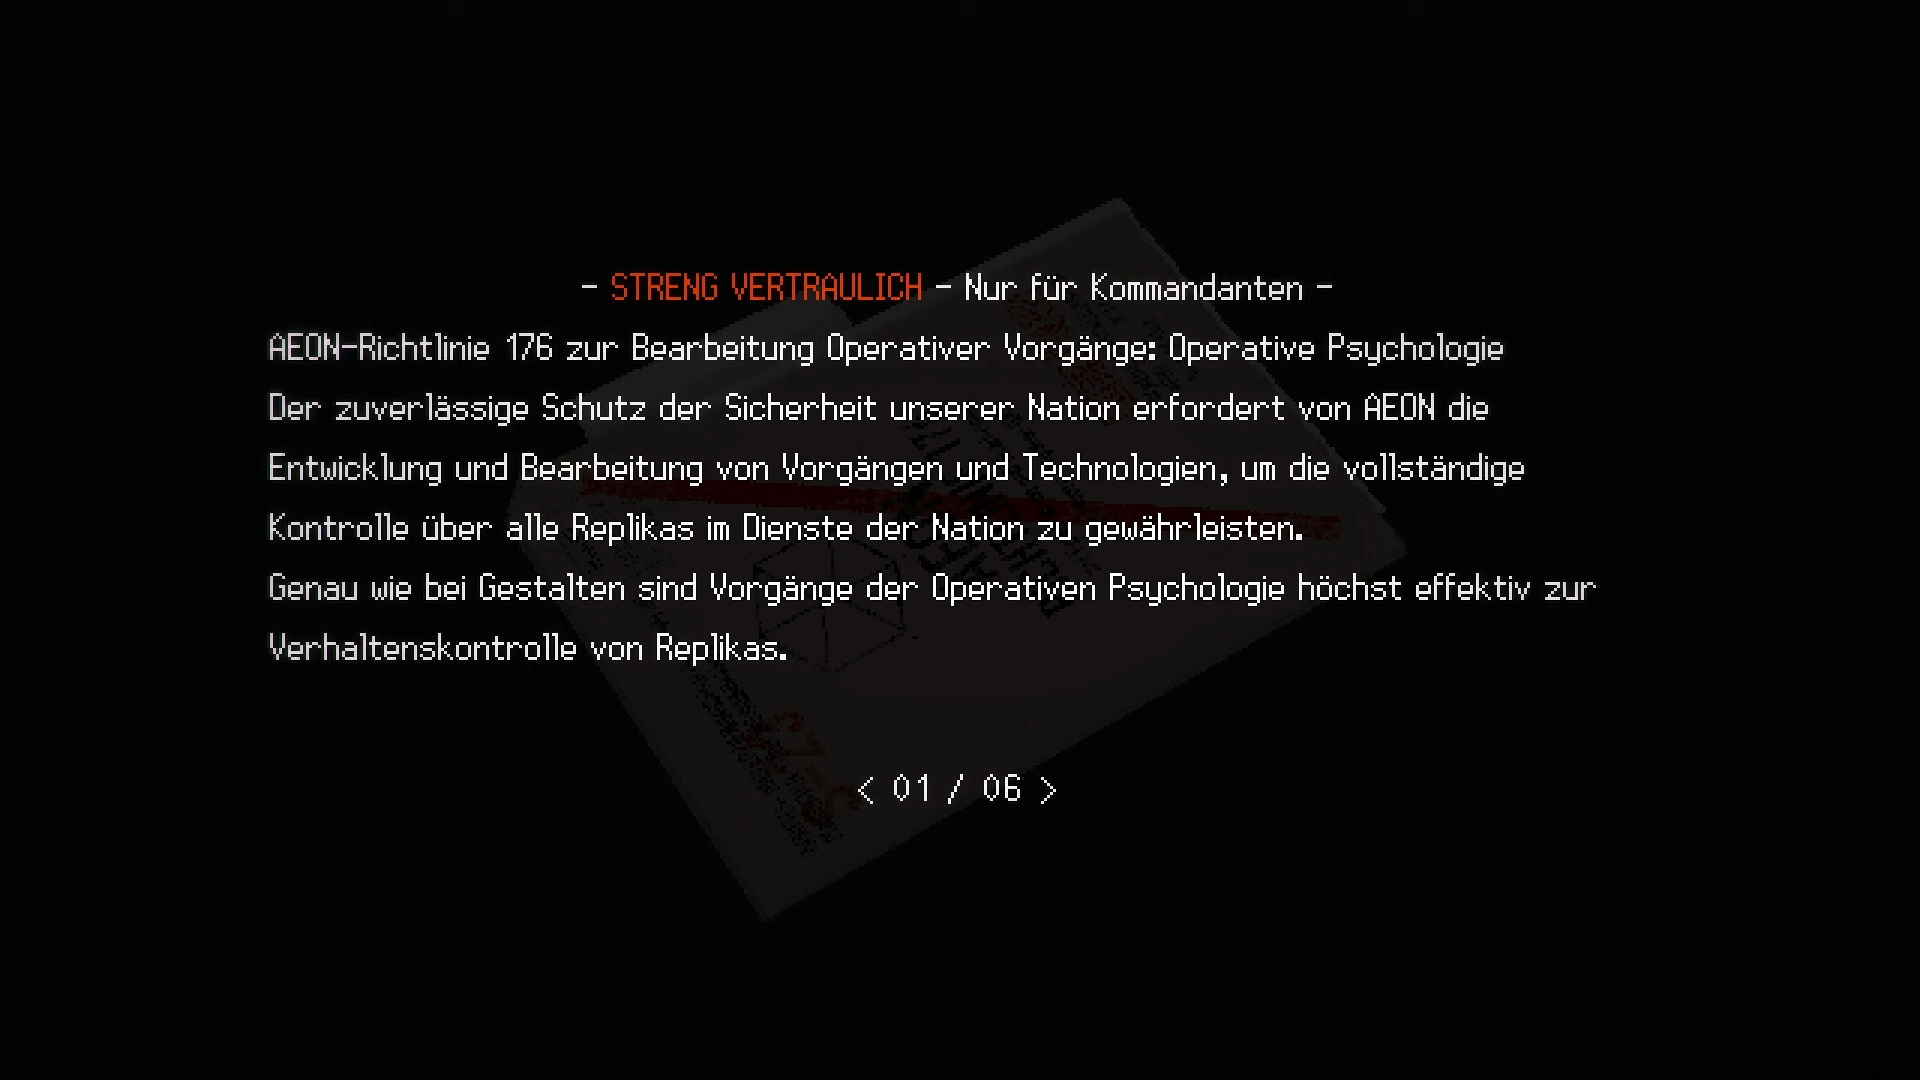 - STRENG VERTRAULICH - Nur für Kommandanten -
AEON-Richtlinie 176 zur Bearbeitung Operativer Vorgänge: Operative Psychologie
Der zuverlässige Schutz der Sicherheit unserer Nation erfordert von AEON die
Entwicklung und Bearbeitung von Vorgängen und Technologien, um die vollständige
Kontrolle über alle Replikas im Dienste der Nation zu gewährleisten.
Genau wie bei Gestalten sind Vorgänge der Operativen Psychologie höchst effektiv zur
Verhaltenskontrolle von Replikas.
< 01 / 06 >